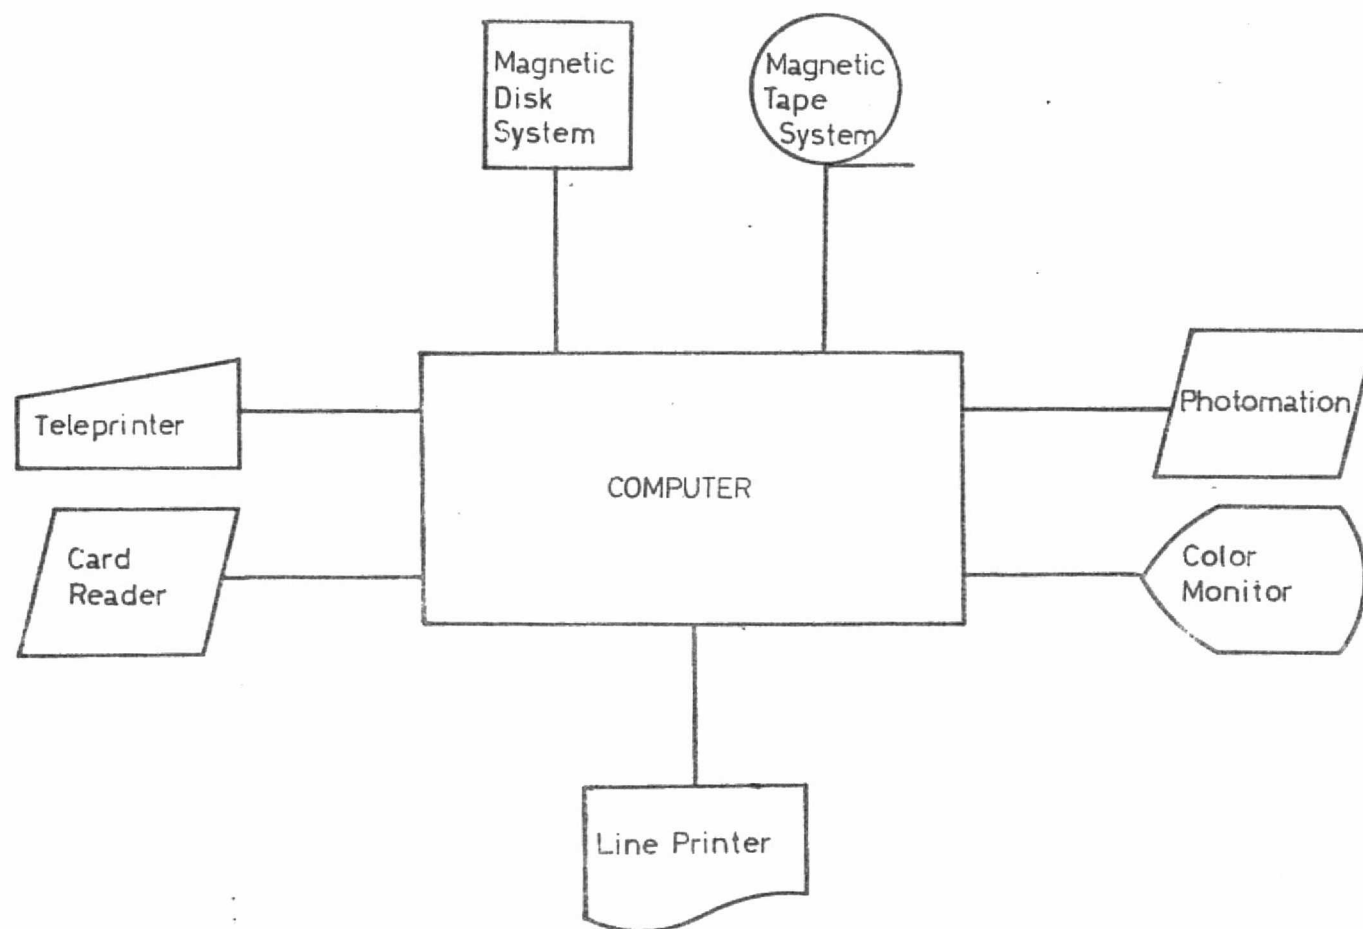 Magnetic
Disk
System
Magnetic
Tape
System
Teleprinter
Photomation
COMPUTER
Card
Reader
Color
Monitor
Line Printer